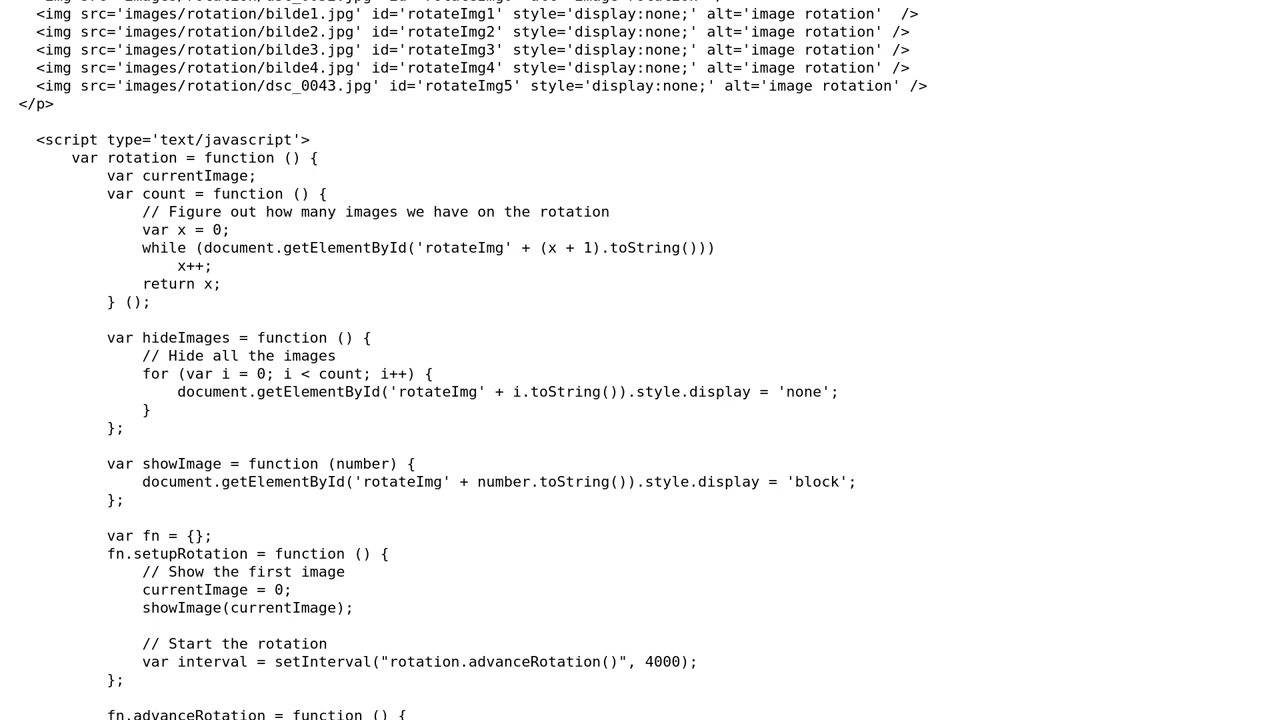 <img src='images/rotation/bilde1.jpg' id='rotateImg1' style='display:none;' alt='image rotation'  />
<img src='images/rotation/bilde2.jpg' id='rotateImg2' style='display:none;' alt='image rotation' />
<img src='images/rotation/bilde3.jpg' id='rotateImg3' style='display:none;' alt='image rotation' />
<img src='images/rotation/bilde4.jpg' id='rotateImg4' style='display:none;' alt='image rotation' />
<img src='images/rotation/dsc_0043.jpg' id='rotateImg5' style='display:none;' alt='image rotation' />
</p>
<script type='text/javascript'>
var rotation = function () {
var currentImage;
var count = function () {
// Figure out how many images we have on the rotation
var x = 0;
while (document.getElementById('rotateImg' + (x + 1).toString()))
x++;
return x;
} ();
var hideImages = function () {
// Hide all the images
for (var i = 0; i < count; i++) {
document.getElementById('rotateImg' + i.toString()).style.display = 'none';
}
};
var showImage = function (number) {
document.getElementById('rotateImg' + number.toString()).style.display = 'block';
};
var fn = {};
fn.setupRotation = function () {
// Show the first image
currentImage = 0;
showImage(currentImage);
// Start the rotation
var interval = setInterval("rotation.advanceRotation()", 4000);
};
fn.advanceRotation = function () {